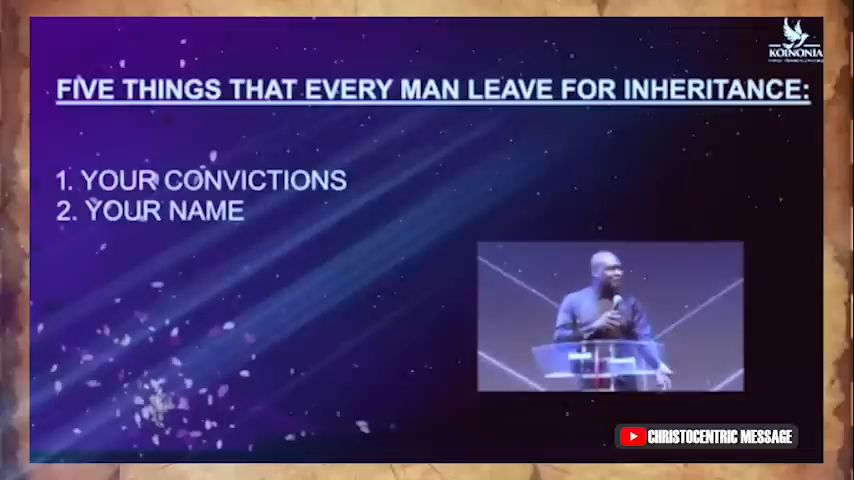 KOINONIA
FIVE THINGS THAT EVERY MAN LEAVE FOR INHERITANCE:
1. YOUR CONVICTIONS
2. YOUR NAME
CHRISTOCENTRIC MESSAGE